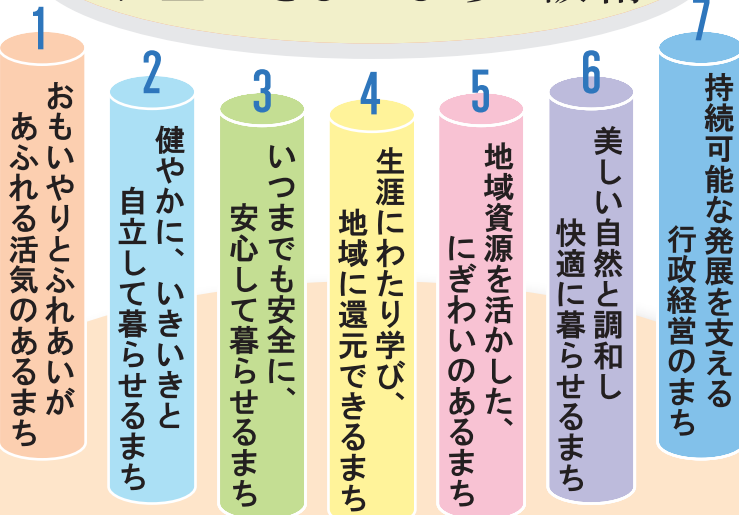 1
おもいやりとふれあいが
あふれる活気のあるまち
2
健やかに、いきいきと
自立して暮らせるまち
3
いつまでも安全に、
安心して暮らせるまち
4
生涯にわたり学び、
地域に還元できるまち
5
地域資源を活かした、
にぎわいのあるまち
6
美しい自然と調和し
快適に暮らせるまち
7
持続可能な発展を支える
行政経営のまち